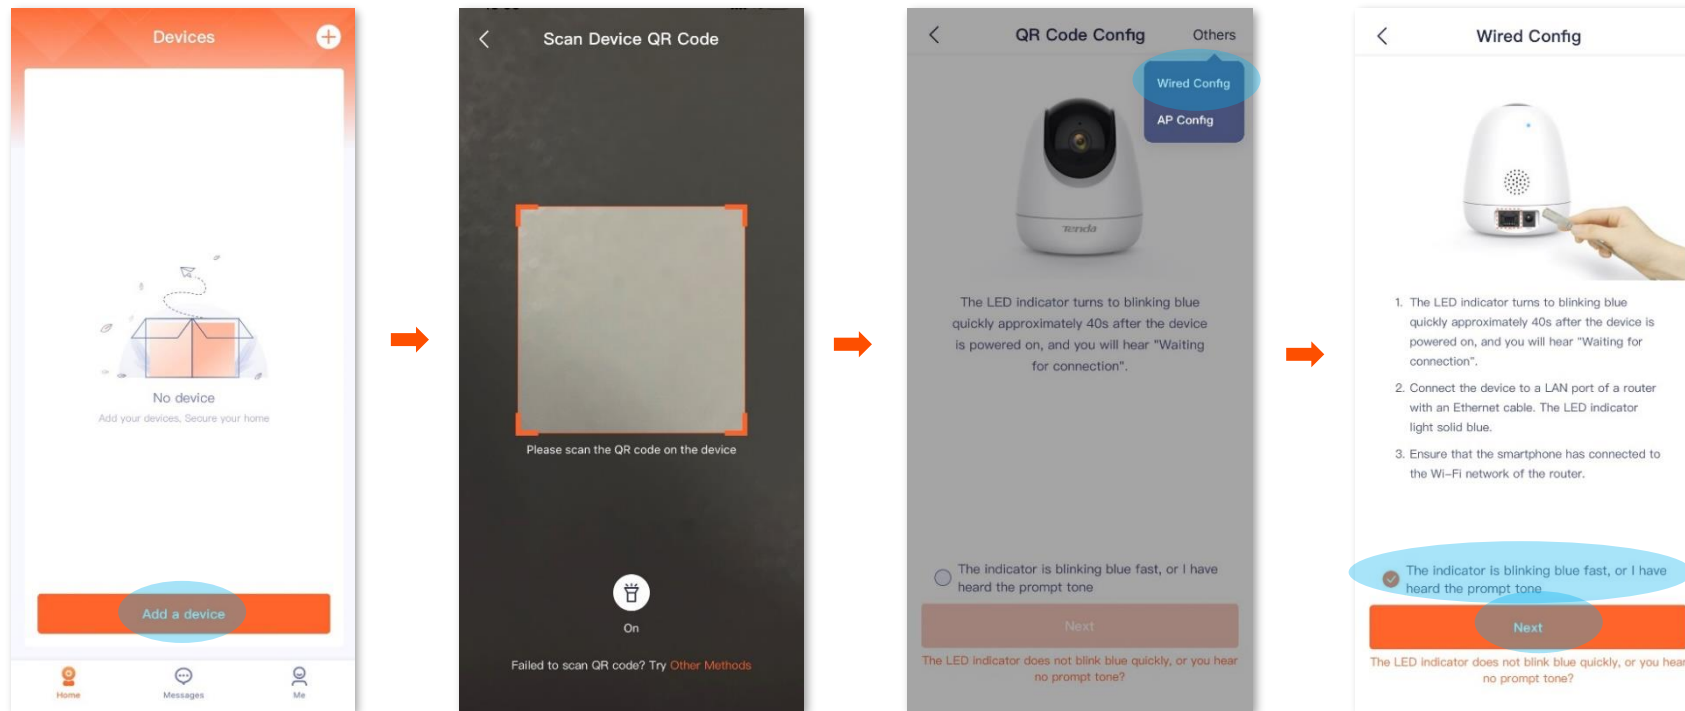 Devices
No device
Add your devices, Secure your home
Add a device
Home
Messages
Me
Scan Device QR Code
Please scan the QR code on the device
On
Failed to scan QR code? Try Other Methods
QR Code Config
Others
Wired Config
AP Config
Tenda
The LED indicator turns to blinking blue
quickly approximately 40s after the device
is powered on, and you will hear "Waiting
for connection".
The indicator is blinking blue fast, or I have
heard the prompt tone
Next
The LED indicator does not blink blue quickly, or you hear
no prompt tone?
Wired Config
1. The LED indicator turns to blinking blue
quickly approximately 40s after the device is
powered on, and you will hear "Waiting for
connection".
2. Connect the device to a LAN port of a router
with an Ethernet cable. The LED indicator
light solid blue.
3. Ensure that the smartphone has connected to
the Wi-Fi network of the router.
The indicator is blinking blue fast, or I have
heard the prompt tone
Next
The LED indicator does not blink blue quickly, or you hear
no prompt tone?